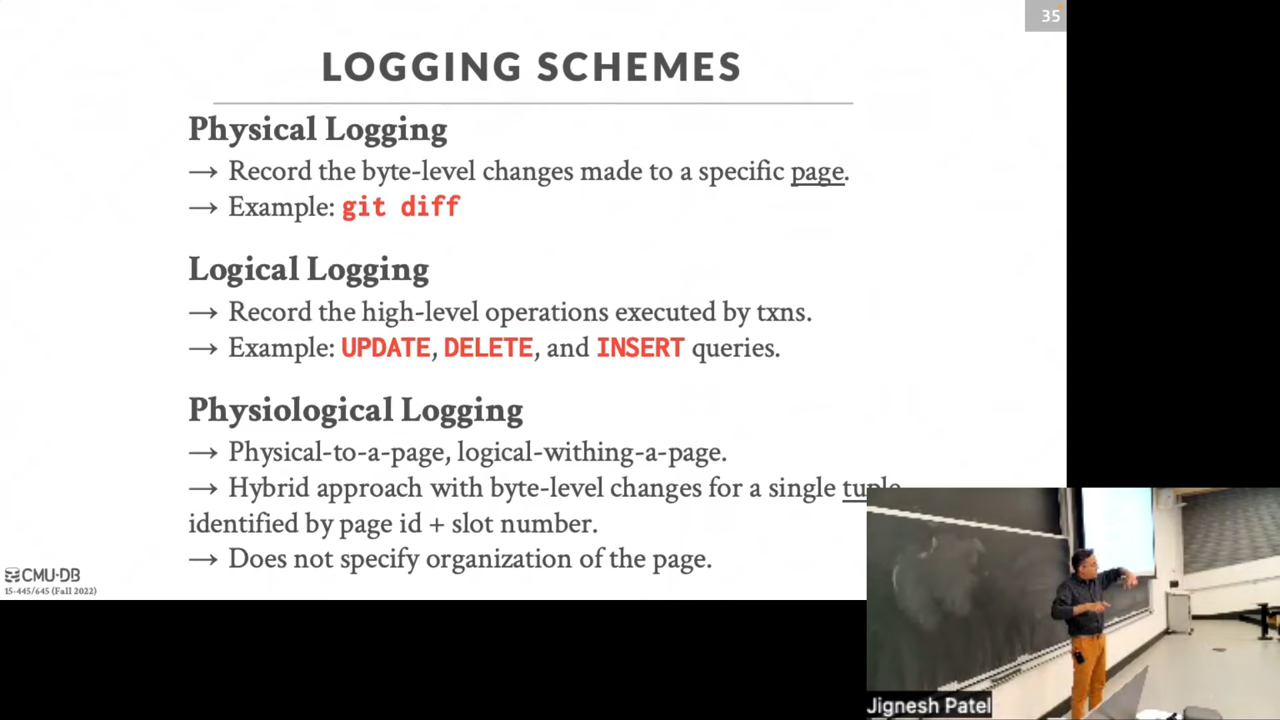 35
LOGGING SCHEMES
Physical Logging
→ Record the byte-level changes made to a specific page.
→ Example: git diff
Logical Logging
→ Record the high-level operations executed by txns.
→ Example: UPDATE, DELETE, and INSERT queries.
Physiological Logging
→ Physical-to-a-page, logical-withing-a-page.
→ Hybrid approach with byte-level changes for a single tuple
identified by page id + slot number.
→ Does not specify organization of the page.
CMU·DB
15-445/645 (Fall 2022)
Jignesh Patel